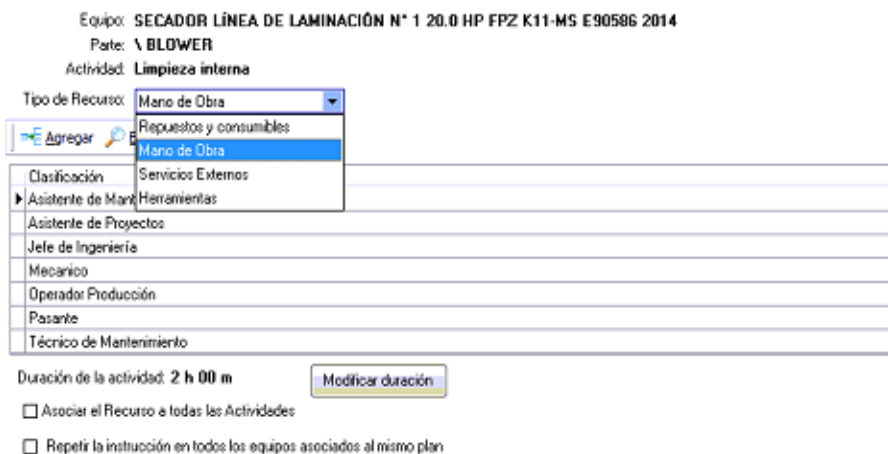 Equipo: SECADOR LÍNEA DE LAMINACIÓN N° 1 20.0 HP FPZ K11-MS E90586 2014
Parte: \ BLOWER
Actividad: Limpieza interna
Tipo de Recurso: Mano de Obra
Repuestos y consumibles
Agregar
Mano de Obra
Servicios Externos
Clasificación
Herramientas
Asistente de Mant
Asistente de Proyectos
Jefe de Ingeniería
Mecanico
Operador Producción
Pasante
Técnico de Mantenimiento
Duración de la actividad: 2 h 00 m Modificar duración
Asociar el Recurso a todas las Actividades
Repetir la instrucción en todos los equipos asociados al mismo plan